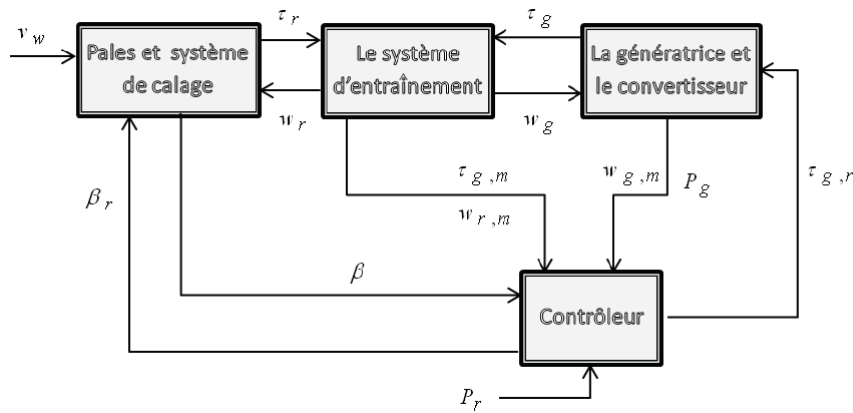 v_w
τ_r
τ_g
Pales et système
de calage
Le système
d'entraînement
La génératrice et
le convertisseur
w_r
w_g
τ_g,m
w_g,m
P_g
τ_g,r
β_r
w_r,m
β
Contrôleur
P_r